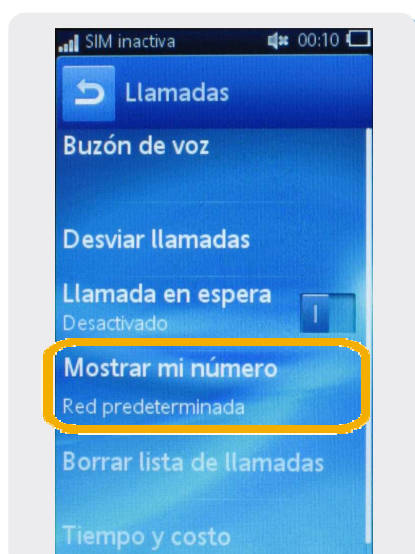 SIM inactiva 00:10
Llamadas
Buzón de voz
Desviar llamadas
Llamada en espera
Desactivado
Mostrar mi número
Red predeterminada
Borrar lista de llamadas
Tiempo y costo